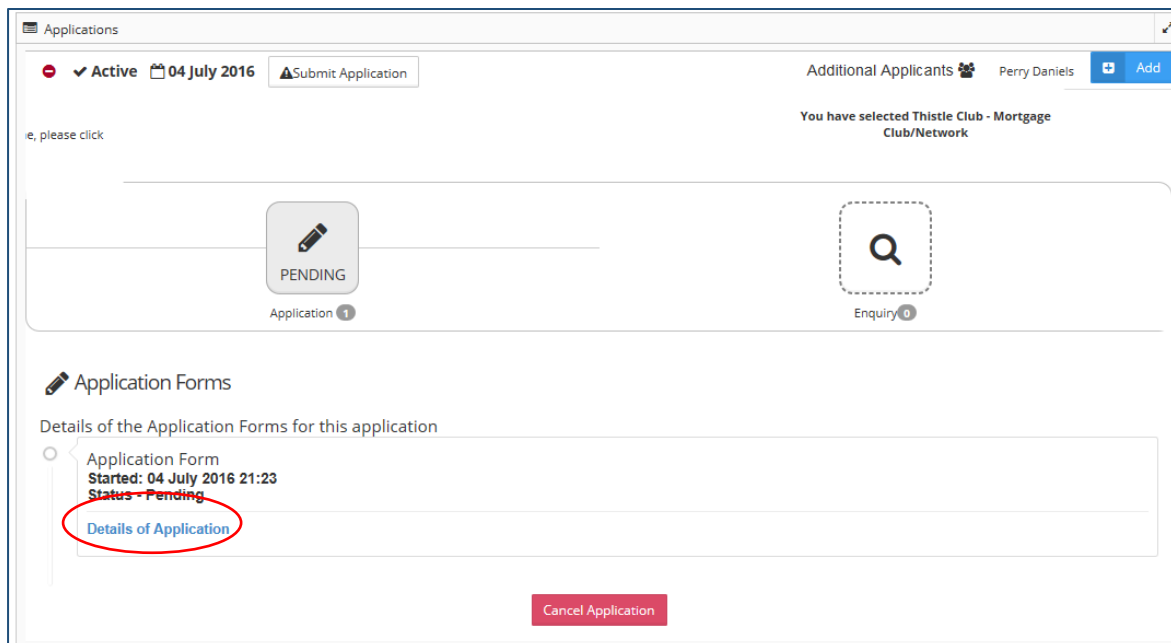 Applications
Active 04 July 2016 Submit Application Additional Applicants Perry Daniels Add
You have selected Thistle Club - Mortgage
Club/Network
, please click
PENDING
Application 1
Enquiry 0
Application Forms
Details of the Application Forms for this application
Application Form
Started: 04 July 2016 21:23
Status - Pending
Details of Application
Cancel Application